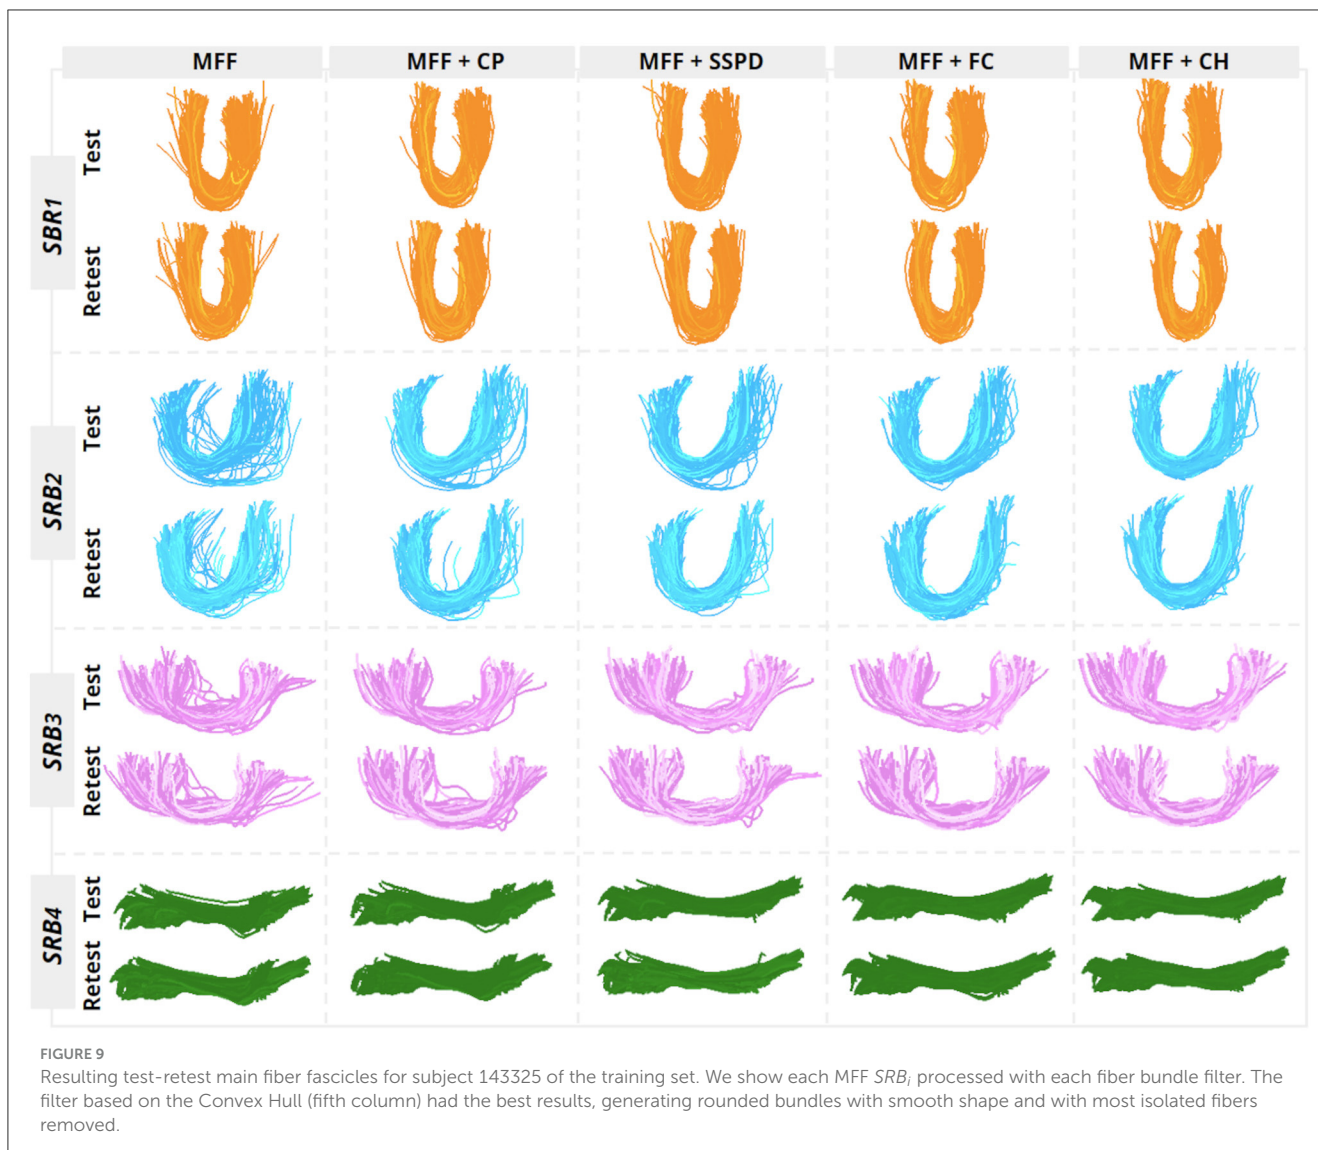 MFF MFF + CP MFF + SSPD MFF + FC MFF + CH
SBR1
Test
Retest
SRB2
Test
Retest
SRB3
Test
Retest
SRB4
Test
Retest
FIGURE 9
Resulting test-retest main fiber fascicles for subject 143325 of the training set. We show each MFF SRBi processed with each fiber bundle filter. The
filter based on the Convex Hull (fifth column) had the best results, generating rounded bundles with smooth shape and with most isolated fibers
removed.